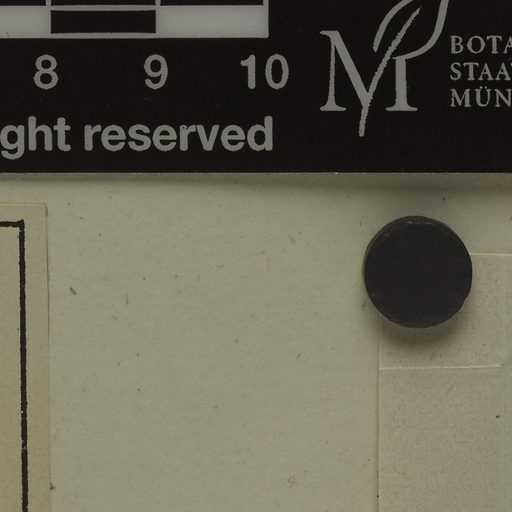 8 9 10
M
BOTA
STAA
MÜN
ght reserved